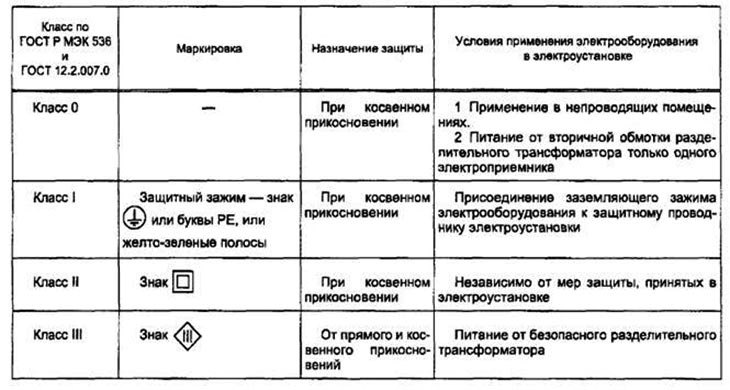 Класс по
ГОСТ Р МЭК 536
и
ГОСТ 12.2.007.0
Маркировка
Назначение защиты
Условия применения электрооборудования
в электроустановке
Класс 0
—
При косвенном
прикосновении
1 Применение в непроводящих помеще-
ниях.
2 Питание от вторичной обмотки разде-
лительного трансформатора только одного
электроприемника
Класс I
Защитный зажим — знак
или буквы PE, или
желто-зеленые полосы
При косвенном
прикосновении
Присоединение заземляющего зажима
электрооборудования к защитному провод-
нику электроустановки
Класс II
Знак
При косвенном
прикосновении
Независимо от мер защиты, принятых в
электроустановке
Класс III
Знак
От прямого и кос-
венного прикосно-
вений
Питание от безопасного разделительного
трансформатора